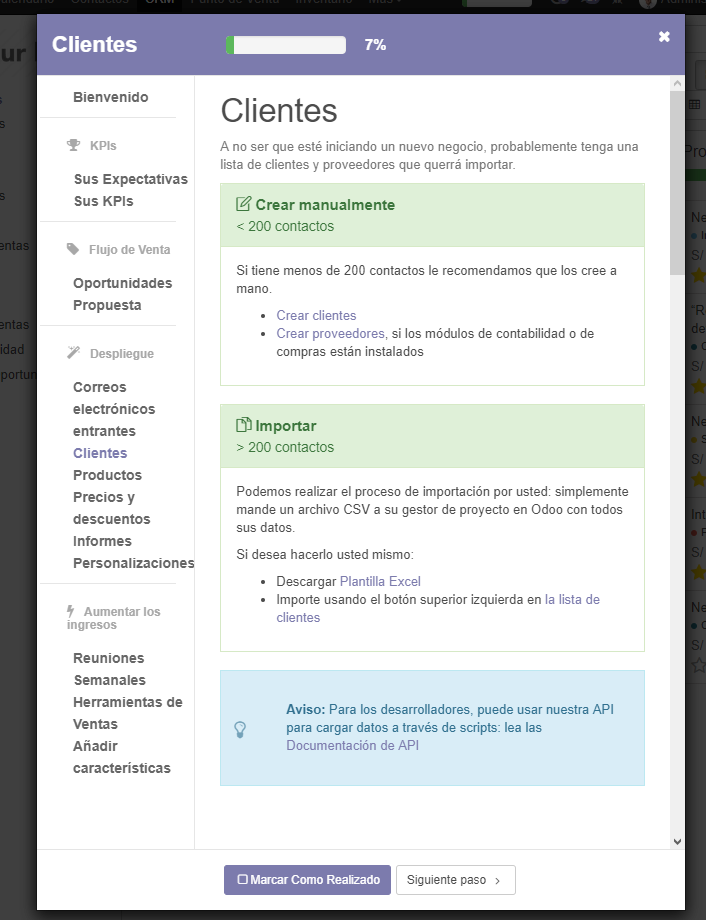 Clientes
7%
Bienvenido
KPIs
Sus Expectativas
Sus KPIs
Flujo de Venta
Oportunidades
Propuesta
Despliegue
Correos
electrónicos
entrantes
Clientes
Productos
Precios y
descuentos
Informes
Personalizaciones
Aumentar los
ingresos
Reuniones
Semanales
Herramientas de
Ventas
Añadir
características
Clientes
A no ser que esté iniciando un nuevo negocio, probablemente tenga una
lista de clientes y proveedores que querrá importar.
Crear manualmente
< 200 contactos
Si tiene menos de 200 contactos le recomendamos que los cree a
mano.
Crear clientes
Crear proveedores, si los módulos de contabilidad o de
compras están instalados
Importar
> 200 contactos
Podemos realizar el proceso de importación por usted: simplemente
mande un archivo CSV a su gestor de proyecto en Odoo con todos
sus datos.
Si desea hacerlo usted mismo:
Descargar Plantilla Excel
Importe usando el botón superior izquierda en la lista de
clientes
Aviso: Para los desarrolladores, puede usar nuestra API
para cargar datos a través de scripts: lea las
Documentación de API
Marcar Como Realizado
Siguiente paso